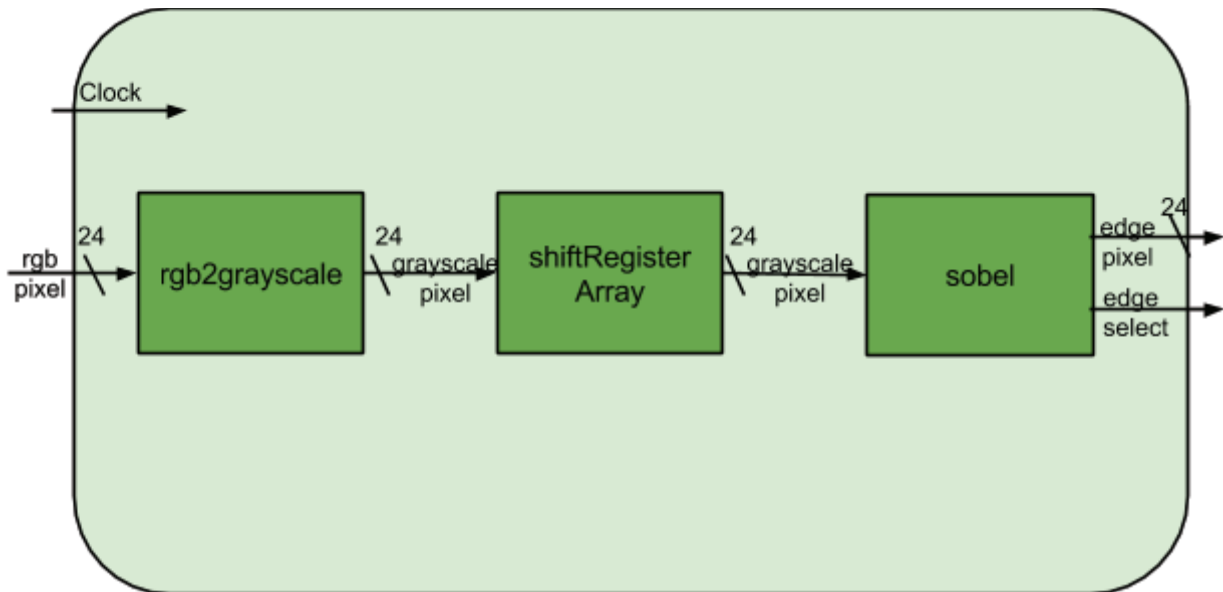 Clock
24
rgb
pixel
rgb2grayscale
24
grayscale
pixel
shiftRegister
Array
24
grayscale
pixel
sobel
24
edge
pixel
edge
select